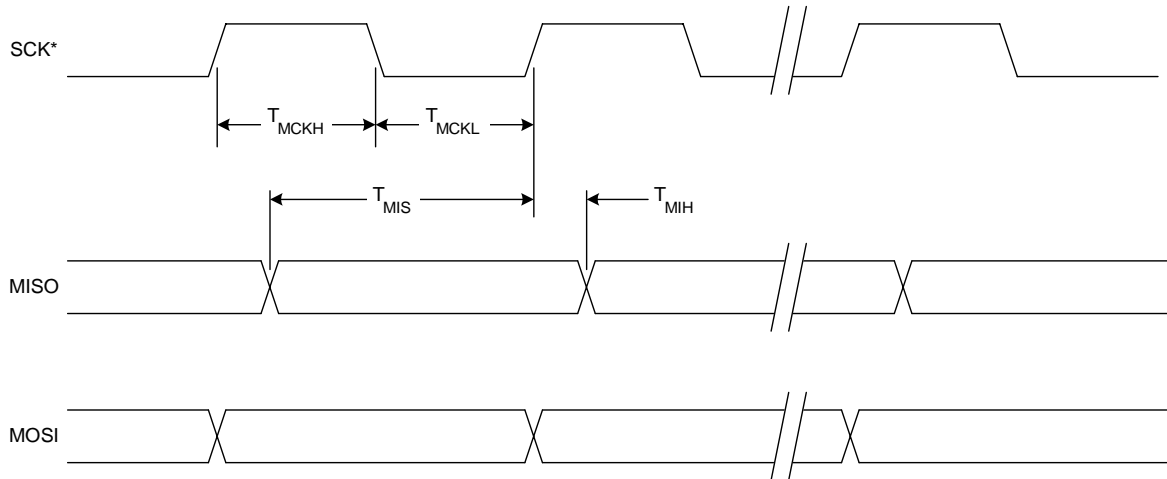 SCK*
T_MCKH
T_MCKL
T_MIS
T_MIH
MISO
MOSI